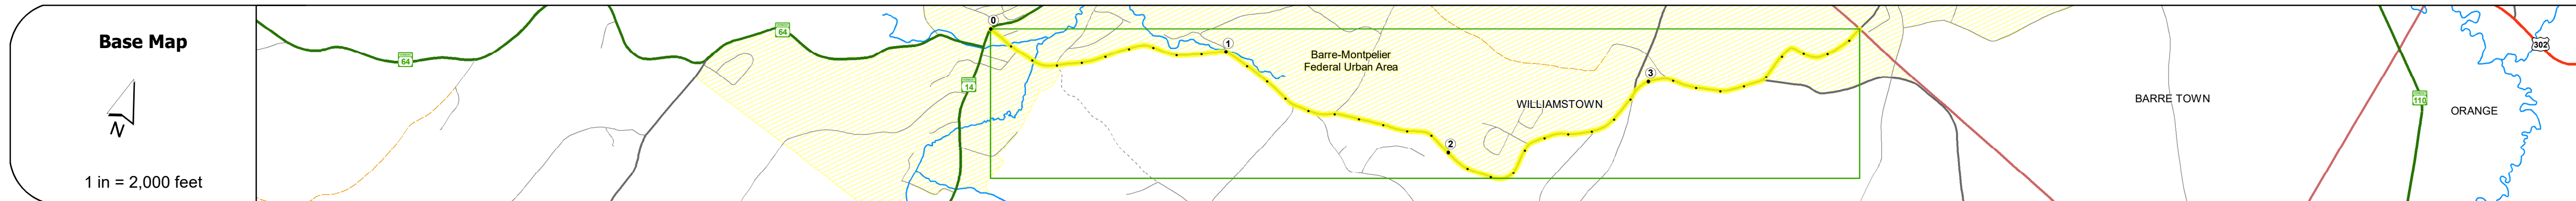 Base Map
N
1 in = 2,000 feet
64
64
14
0
1
2
3
Barre-Montpelier
Federal Urban Area
WILLIAMSTOWN
BARRE TOWN
110
ORANGE
302